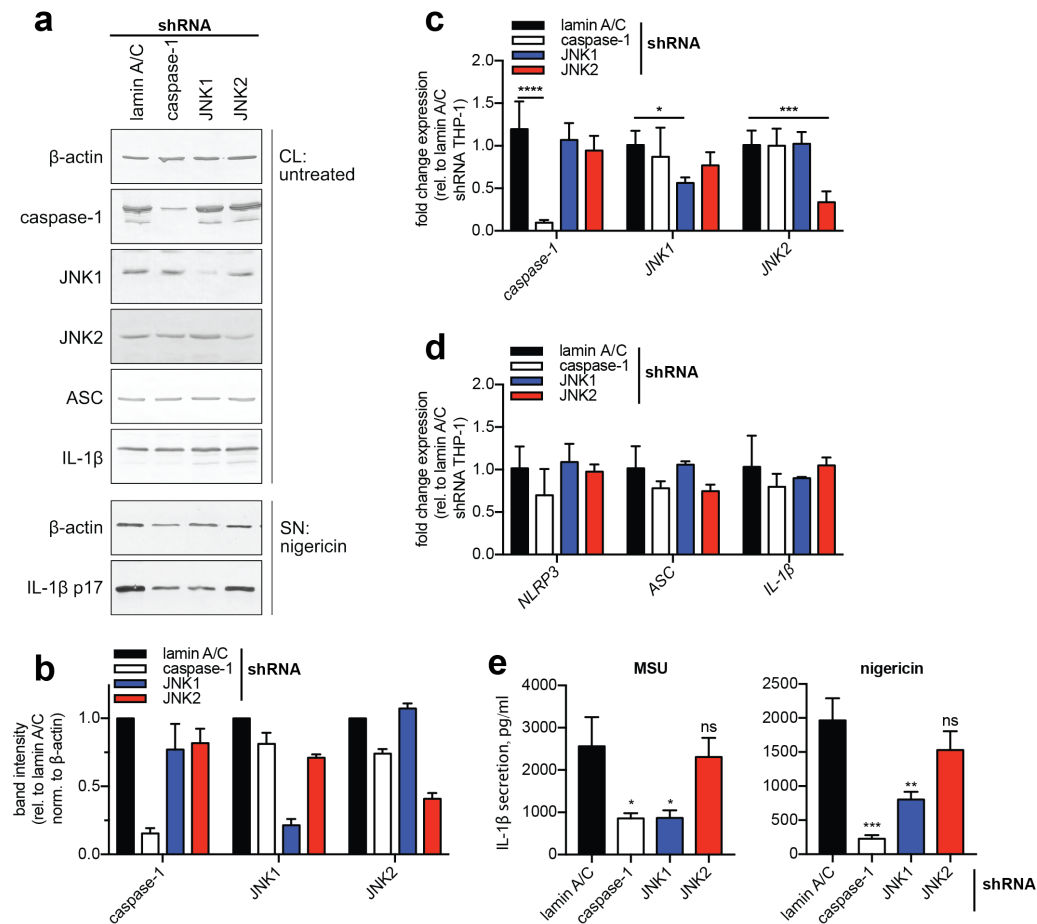 a
shRNA
lamin A/C
caspase-1
JNK1
JNK2
β-actin
CL:
untreated
caspase-1
JNK1
JNK2
ASC
IL-1β
β-actin
SN:
nigericin
IL-1β p17
b
lamin A/C
caspase-1
JNK1
JNK2
shRNA
band intensity
(rel. to lamin A/C
norm. to β-actin)
1.0
0.5
0.0
caspase-1
JNK1
JNK2
c
lamin A/C
caspase-1
JNK1
JNK2
shRNA
fold change expression
(rel. to lamin A/C
shRNA THP-1)
2.0
1.5
1.0
0.5
0.0
****
*
***
caspase-1
JNK1
JNK2
d
lamin A/C
caspase-1
JNK1
JNK2
shRNA
fold change expression
(rel. to lamin A/C
shRNA THP-1)
2.0
1.5
1.0
0.5
0.0
NLRP3
ASC
IL-1β
e
MSU
IL-1β secretion, pg/ml
4000
3000
2000
1000
0
*
*
ns
lamin A/C
caspase-1
JNK1
JNK2
nigericin
2500
2000
1500
1000
500
0
***
**
ns
lamin A/C
caspase-1
JNK1
JNK2
shRNA